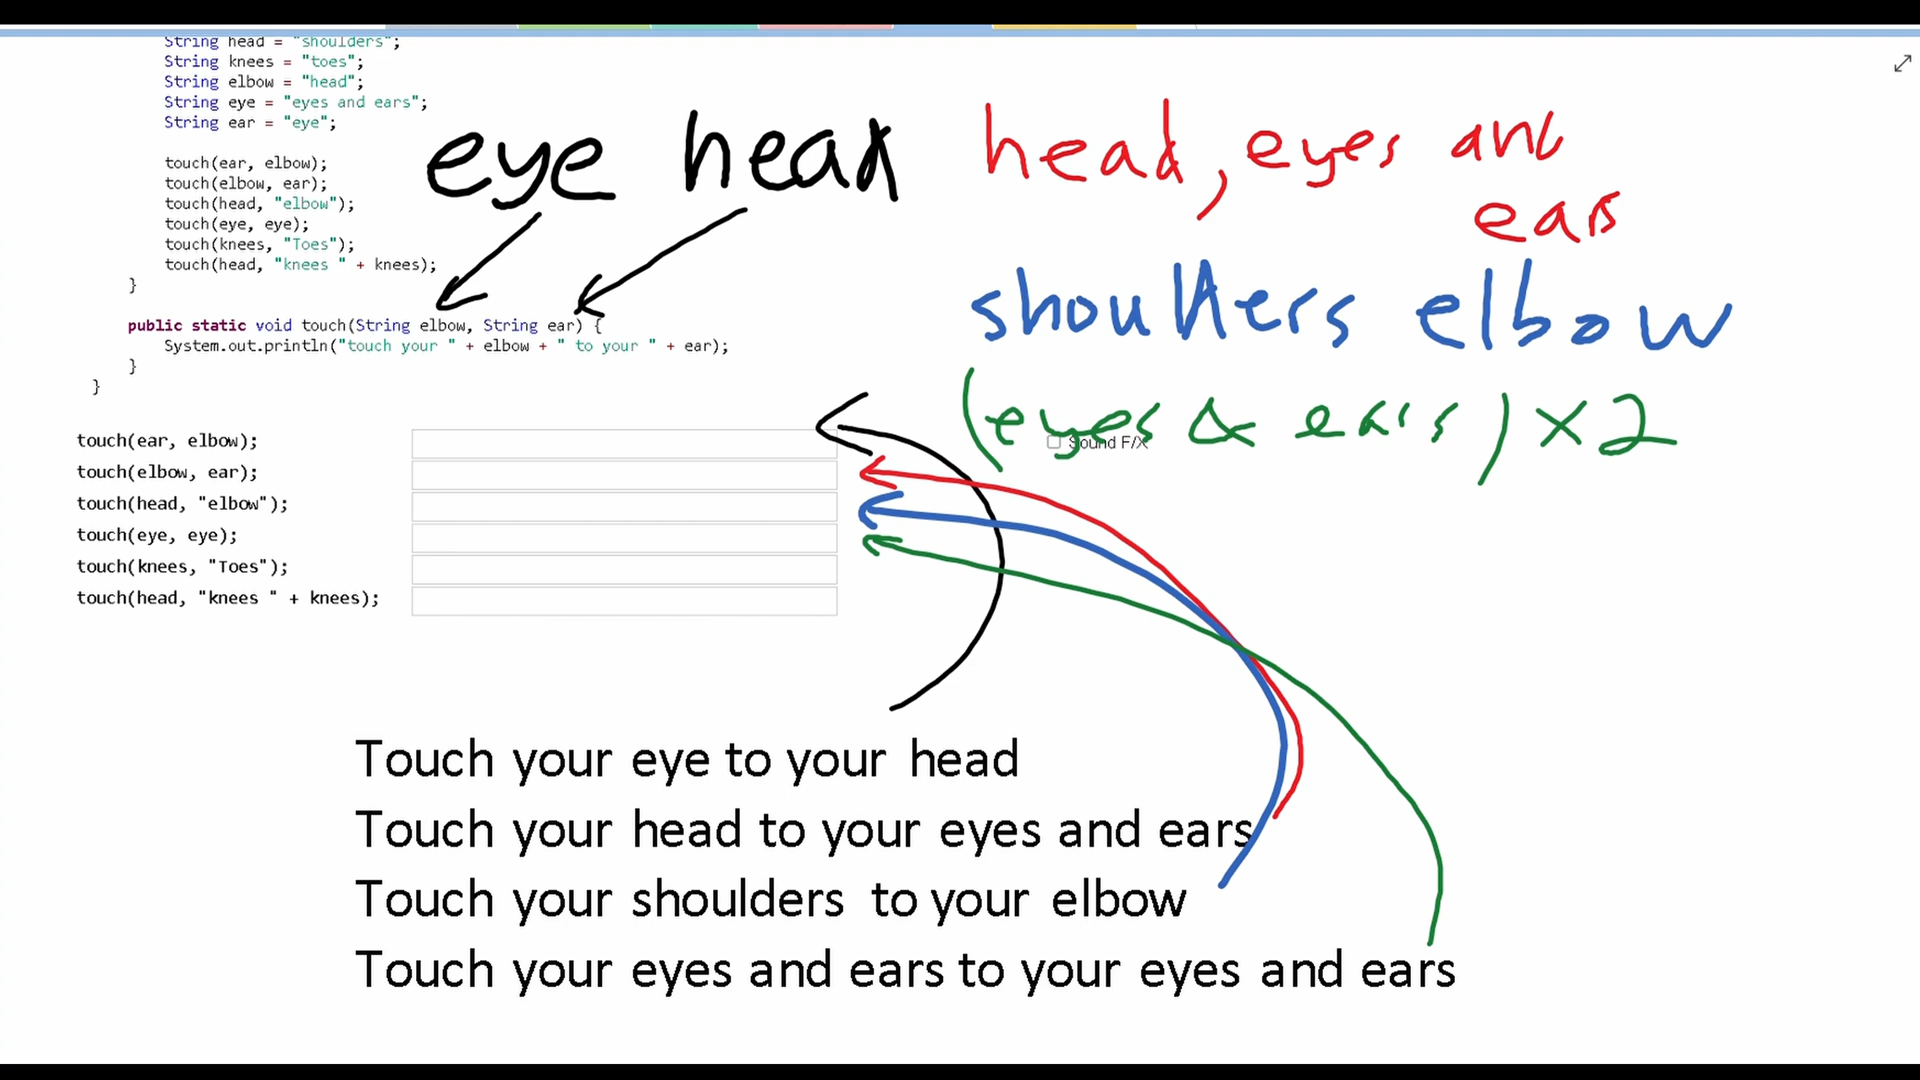 String head = "shoulders";
String knees = "toes";
String elbow = "head";
String eye = "eyes and ears";
String ear = "eye";
touch(ear, elbow);
touch(elbow, ear);
touch(head, "elbow");
touch(eye, eye);
touch(knees, "Toes");
touch(head, "knees " + knees);
}
public static void touch(String elbow, String ear) {
System.out.println("touch your " + elbow + " to your " + ear);
}
}
eye head
head, eyes and
ears
shoulders elbow
(eyes & ears) x 2
touch(ear, elbow);
Sound F/X
touch(elbow, ear);
touch(head, "elbow");
touch(eye, eye);
touch(knees, "Toes");
touch(head, "knees " + knees);
Touch your eye to your head
Touch your head to your eyes and ears
Touch your shoulders to your elbow
Touch your eyes and ears to your eyes and ears